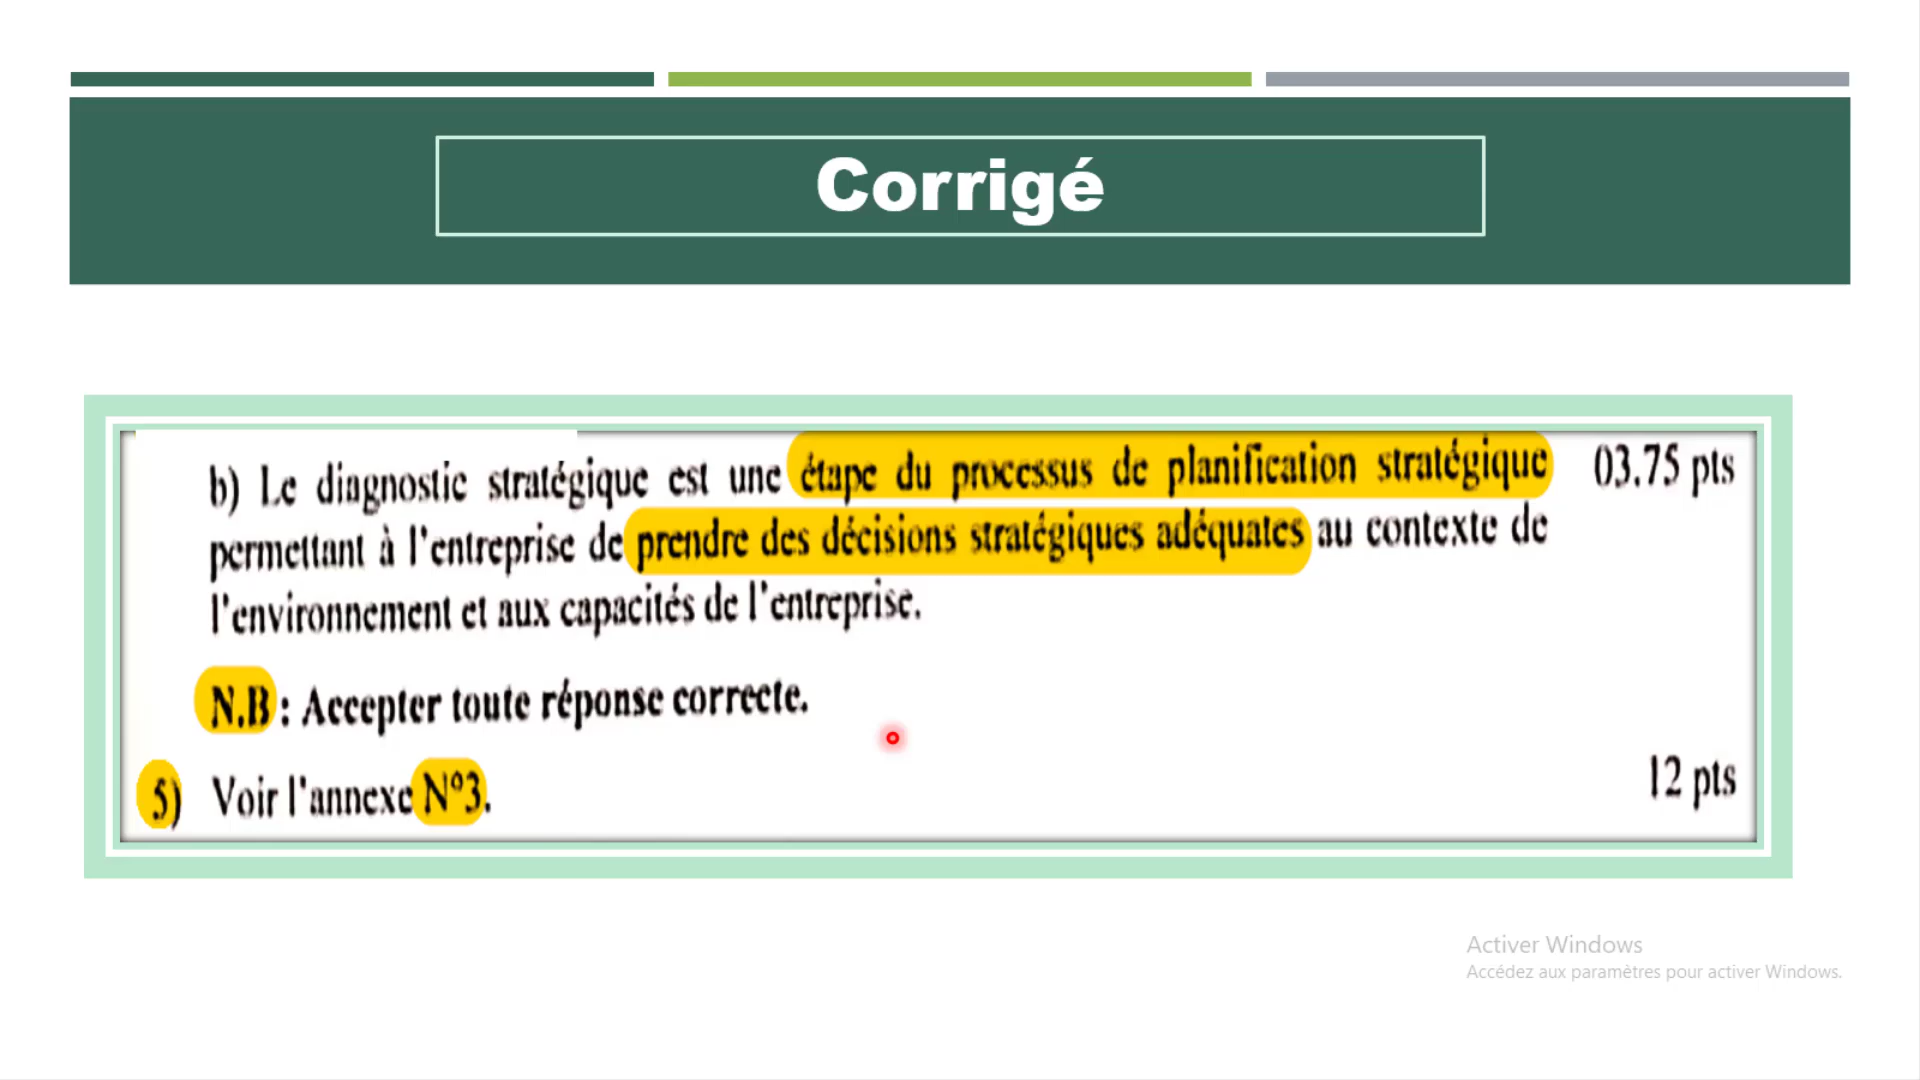 Corrigé
b) Le diagnostic stratégique est une étape du processus de planification stratégique 03.75 pts
permettant à l'entreprise de prendre des décisions stratégiques adéquates au contexte de
l'environnement et aux capacités de l'entreprise.
N.B : Accepter toute réponse correcte.
5) Voir l'annexe N°3. 12 pts
Activer Windows
Accédez aux paramètres pour activer Windows.